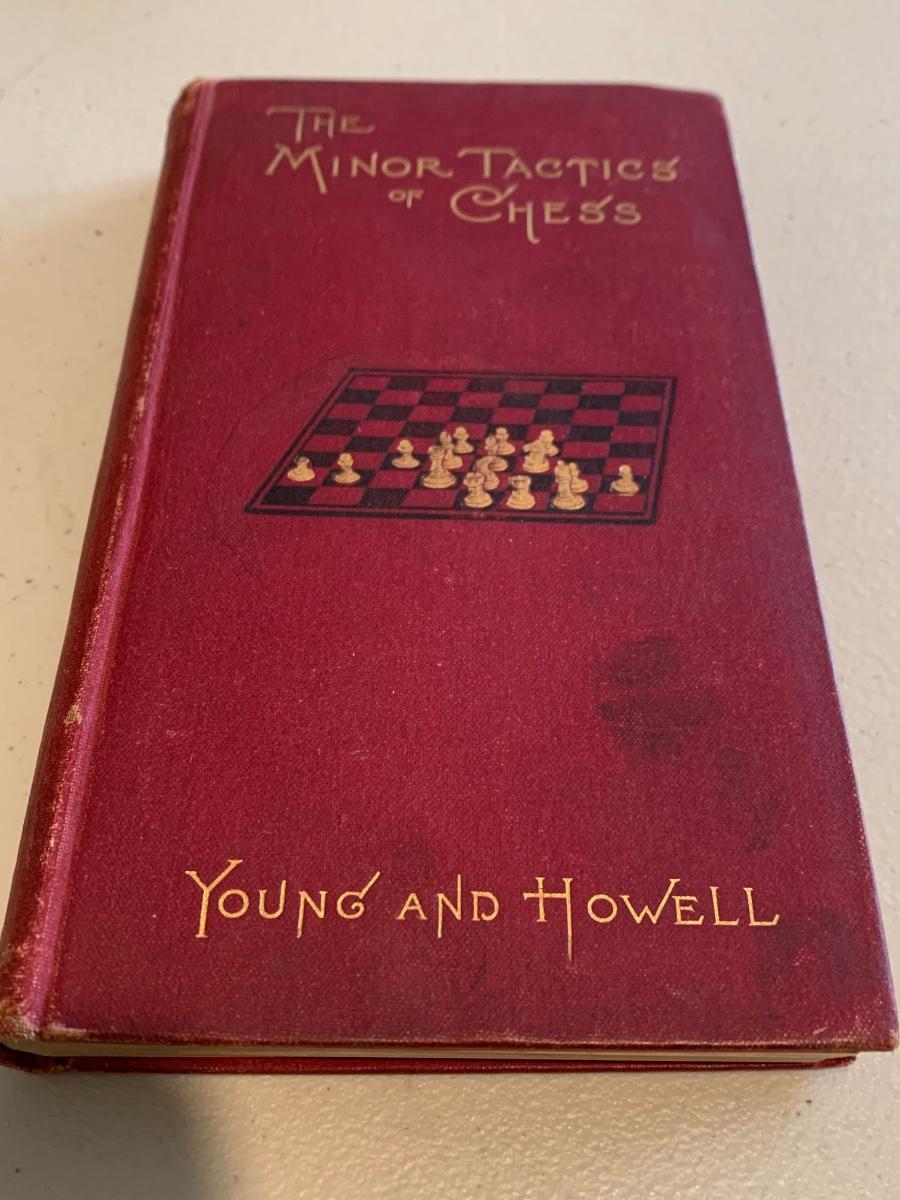 THE
MINOR TACTICS
OF CHESS
YOUNG AND HOWELL